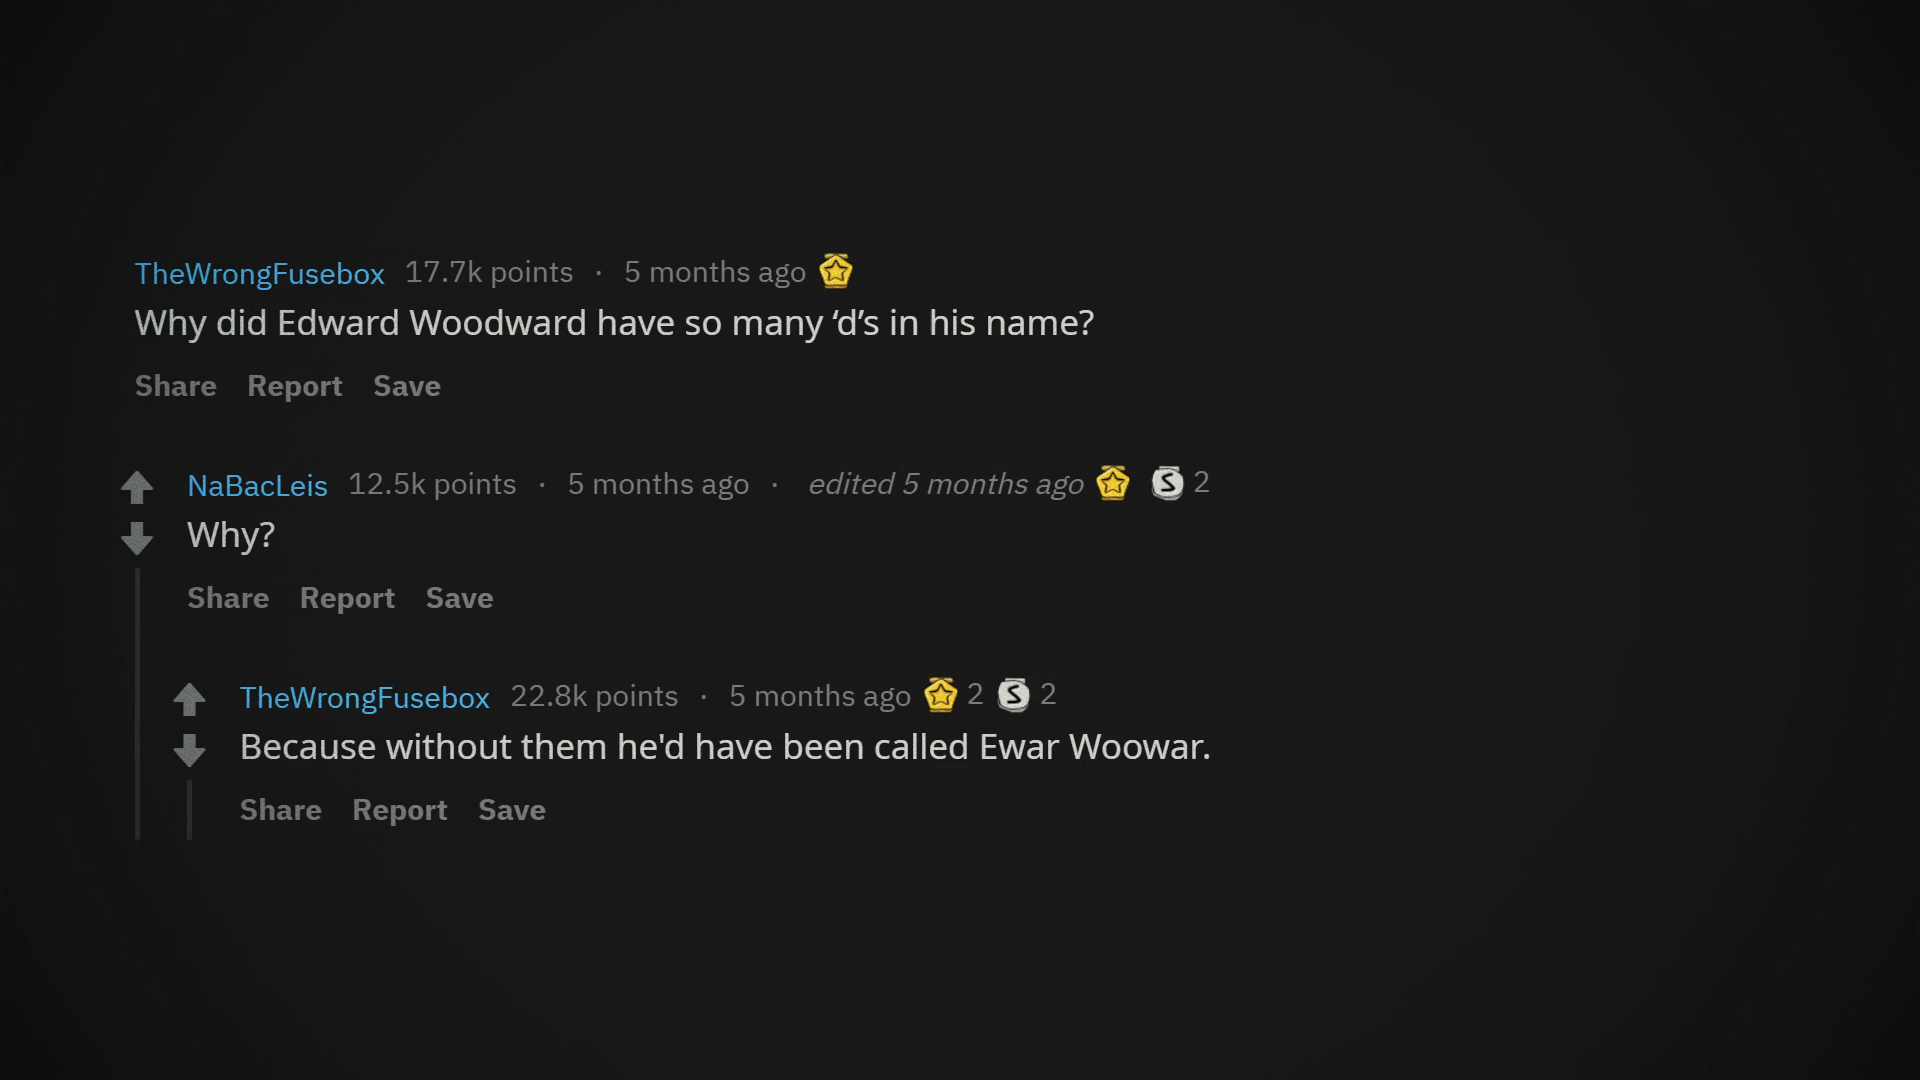 TheWrongFusebox 17.7k points · 5 months ago
Why did Edward Woodward have so many ‘d’s in his name?
Share Report Save
NaBacLeis 12.5k points · 5 months ago · edited 5 months ago S 2
Why?
Share Report Save
TheWrongFusebox 22.8k points · 5 months ago 2 S 2
Because without them he'd have been called Ewar Woowar.
Share Report Save